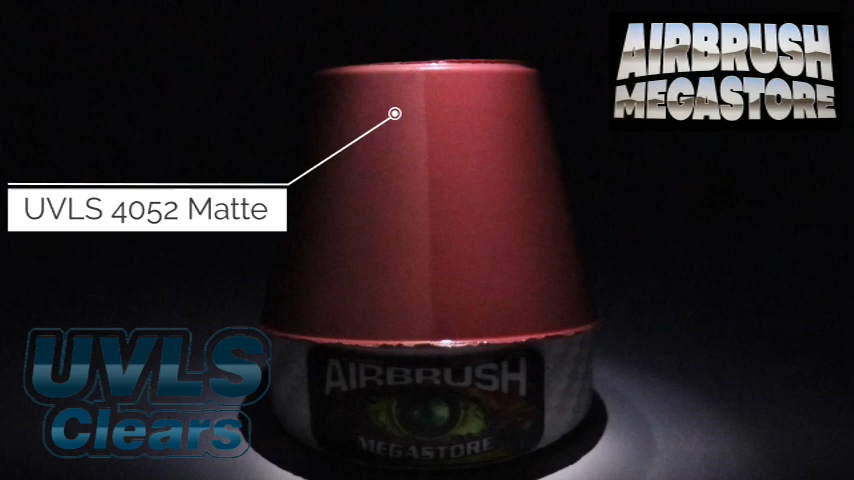 AIRBRUSH
MEGASTORE
UVLS 4052 Matte
UVLS
Clears
AIRBRUSH
MEGASTORE